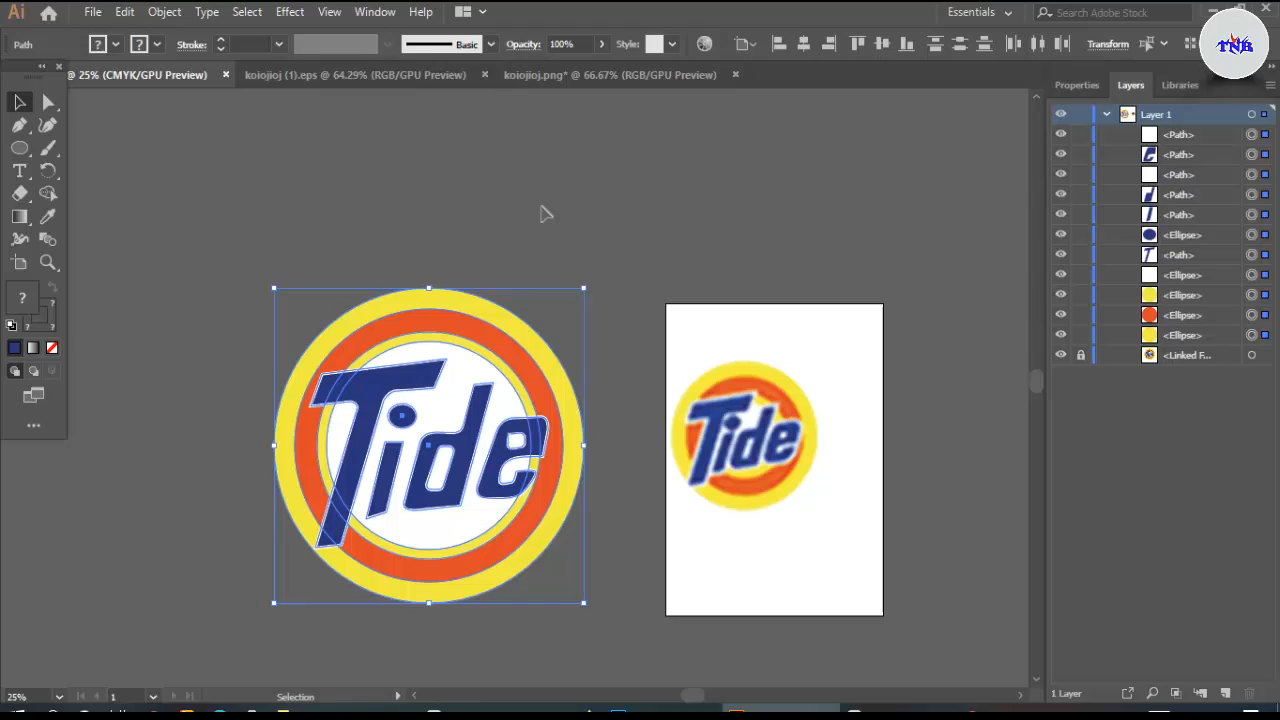 Ai File Edit Object Type Select Effect View Window Help Essentials Search Adobe Stock
Path ? ? Stroke: Basic Opacity: 100% Style: Transform
TNB
@ 25% (CMYK/GPU Preview) × koiojioj (1).eps @ 64.29% (RGB/GPU Preview) × koiojioj.png* @ 66.67% (RGB/GPU Preview) ×
Properties Layers Libraries
Layer 1
<Path>
<Path>
<Path>
<Path>
<Path>
<Ellipse>
<Path>
<Ellipse>
<Ellipse>
<Ellipse>
<Ellipse>
<Linked F...
T
? ?
?
Tide
Tide
25% 1 Selection
1 Layer